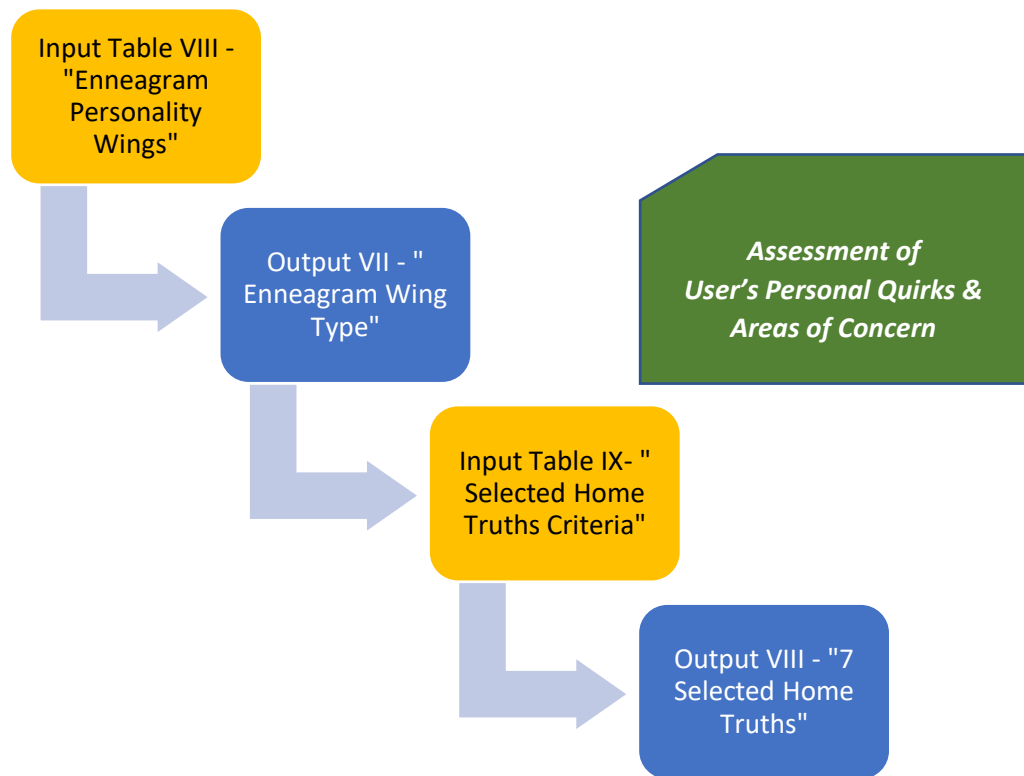 Input Table VIII -
"Enneagram
Personality
Wings"
Output VII - "
Enneagram Wing
Type"
Assessment of
User's Personal Quirks &
Areas of Concern
Input Table IX- "
Selected Home
Truths Criteria"
Output VIII - "7
Selected Home
Truths"